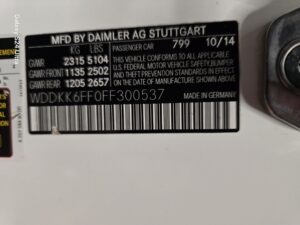 MFD BY DAIMLER AG STUTTGART
KG LBS PASSENGER CAR 799 10/14
GVWR 2315 5104
GAWR/FRONT 1135 2502
GAWR/REAR 1205 2657
THIS VEHICLE CONFORMS TO ALL APPLICABLE
U.S. FEDERAL MOTOR VEHICLE SAFETY, BUMPER
AND THEFT PREVENTION STANDARDS IN
EFFECT ON THE DATE OF MANUFACTURE
SHOWN ABOVE
WDDKK6FF0FF300537
MADE IN GERMANY